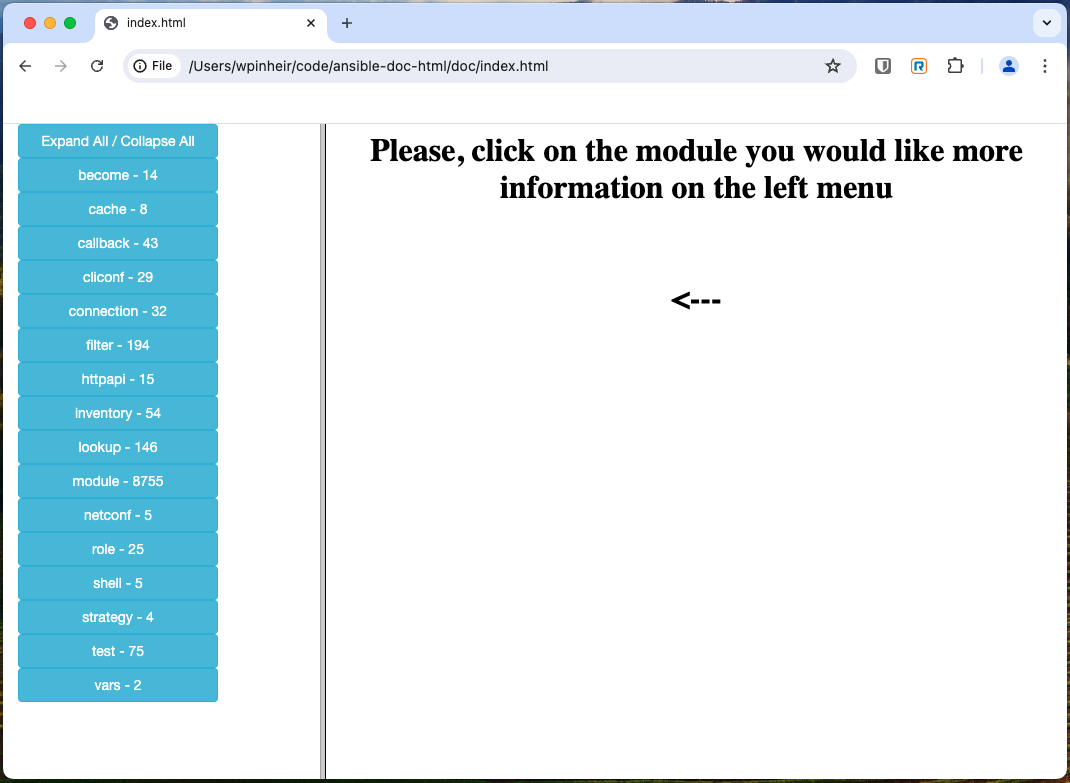 index.html
File
/Users/wpinheir/code/ansible-doc-html/doc/index.html
Expand All / Collapse All
become - 14
cache - 8
callback - 43
cliconf - 29
connection - 32
filter - 194
httpapi - 15
inventory - 54
lookup - 146
module - 8755
netconf - 5
role - 25
shell - 5
strategy - 4
test - 75
vars - 2
Please, click on the module you would like more
information on the left menu
<---